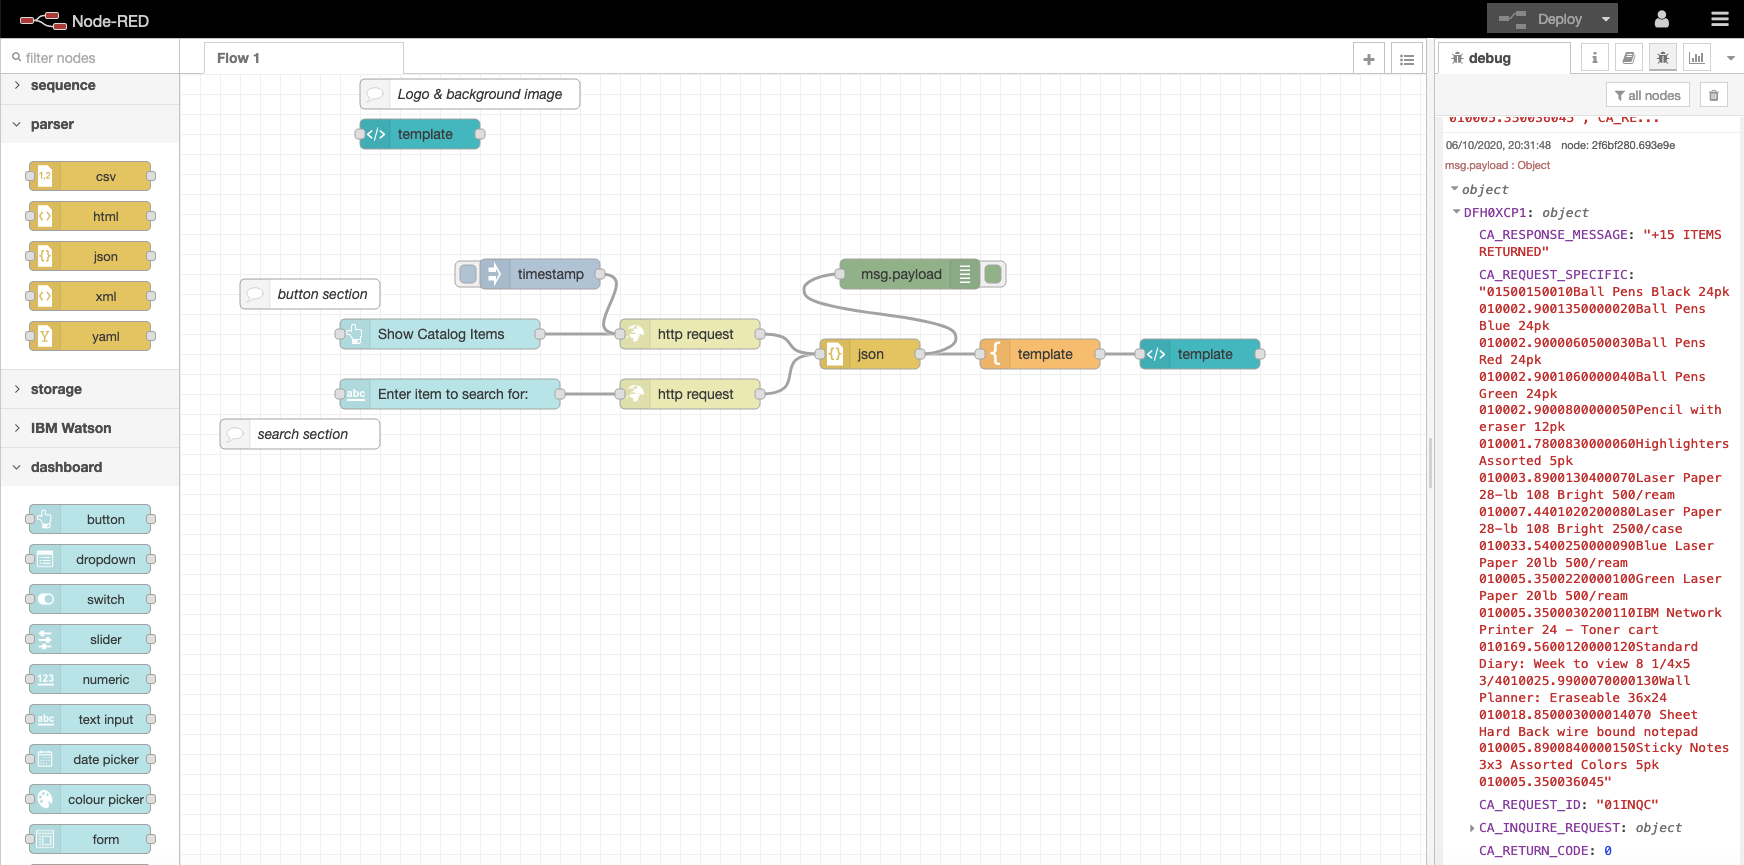 Node-RED
Deploy
filter nodes
sequence
parser
csv
html
json
xml
yaml
storage
IBM Watson
dashboard
button
dropdown
switch
slider
numeric
text input
date picker
colour picker
form
Flow 1
Logo & background image
template
timestamp
button section
Show Catalog Items
http request
msg.payload
json
template
template
Enter item to search for:
http request
search section
debug
all nodes
010005.350036045", CA_RE...
06/10/2020, 20:31:48 node: 2f6bf280.693e9e
msg.payload : Object
object
DFH0XCP1: object
CA_RESPONSE_MESSAGE: "+15 ITEMS
RETURNED"
CA_REQUEST_SPECIFIC:
"01500150010Ball Pens Black 24pk
010002.9001350000020Ball Pens
Blue 24pk
010002.9000060500030Ball Pens
Red 24pk
010002.9001060000040Ball Pens
Green 24pk
010002.9000800000050Pencil with
eraser 12pk
010001.7800830000060Highlighters
Assorted 5pk
010003.8900130400070Laser Paper
28-lb 108 Bright 500/ream
010007.4401020200080Laser Paper
28-lb 108 Bright 2500/case
010033.5400250000090Blue Laser
Paper 20lb 500/ream
010005.3500220000100Green Laser
Paper 20lb 500/ream
010005.3500030200110IBM Network
Printer 24 - Toner cart
010169.5600120000120Standard
Diary: Week to view 8 1/4x5
3/4010025.9900070000130Wall
Planner: Eraseable 36x24
010018.850003000014070 Sheet
Hard Back wire bound notepad
010005.8900840000150Sticky Notes
3x3 Assorted Colors 5pk
010005.350036045"
CA_REQUEST_ID: "01INQC"
CA_INQUIRE_REQUEST: object
CA_RETURN_CODE: 0